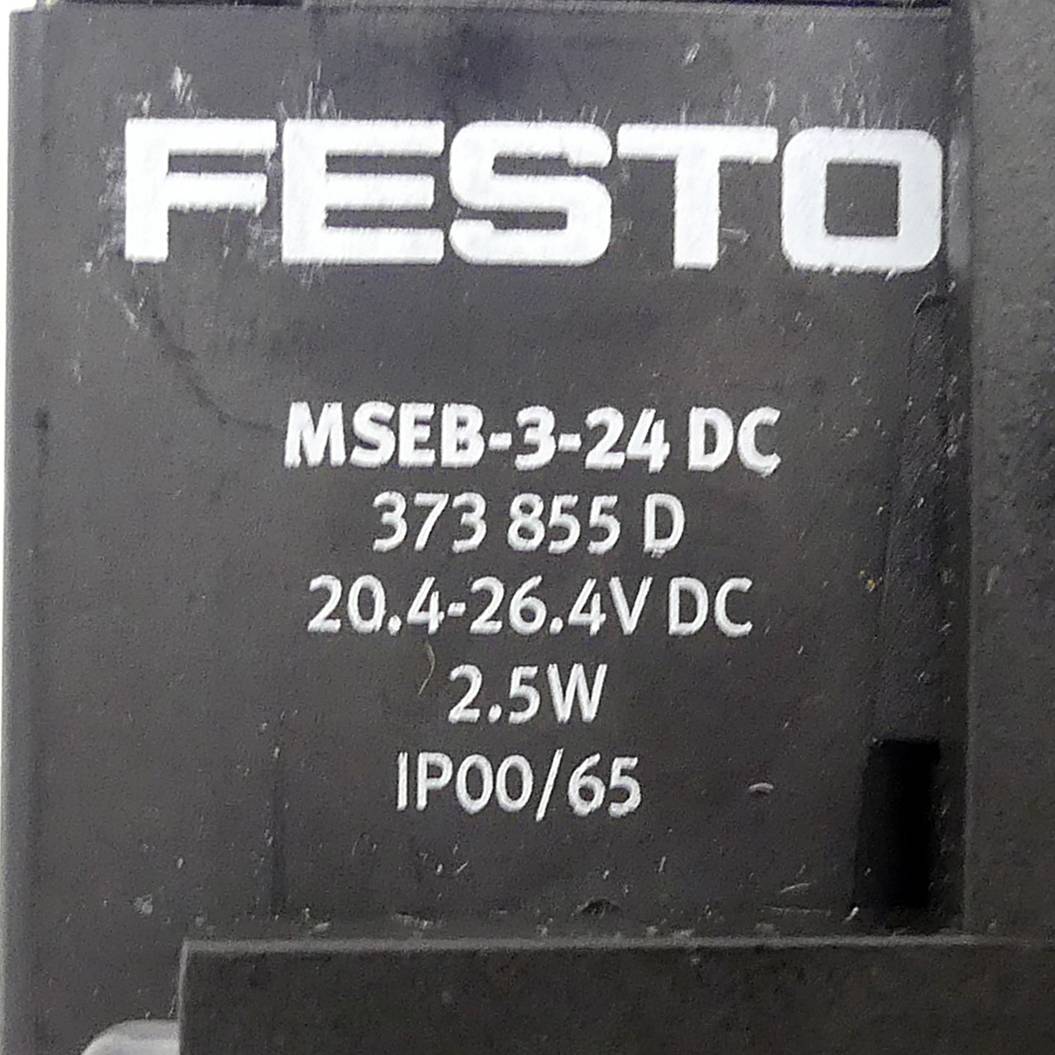 FESTO
MSEB-3-24 DC
373 855 D
20.4-26.4V DC
2.5W
IP00/65